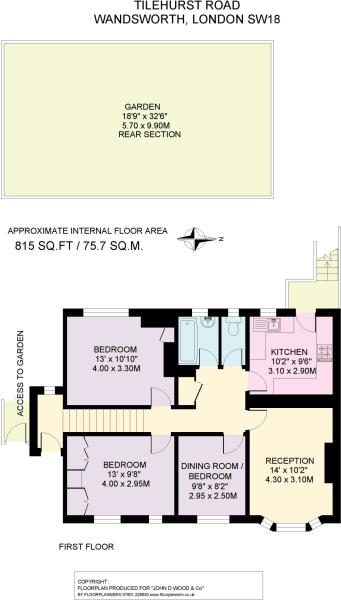 TILEHURST ROAD
WANDSWORTH, LONDON SW18
GARDEN
18'9" x 32'6"
5.70 x 9.90M
REAR SECTION
APPROXIMATE INTERNAL FLOOR AREA
815 SQ.FT / 75.7 SQ.M.
N
ACCESS TO GARDEN
BEDROOM
13' x 10'10"
4.00 x 3.30M
KITCHEN
10'2" x 9'6"
3.10 x 2.90M
BEDROOM
13' x 9'8"
4.00 x 2.95M
DINING ROOM /
BEDROOM
9'8" x 8'2"
2.95 x 2.50M
RECEPTION
14' x 10'2"
4.30 x 3.10M
FIRST FLOOR
COPYRIGHT :
FLOORPLAN PRODUCED FOR "JOHN D WOOD & Co"
BY FLOORPLANNERS 07801 228850 www.floorplanners.co.uk